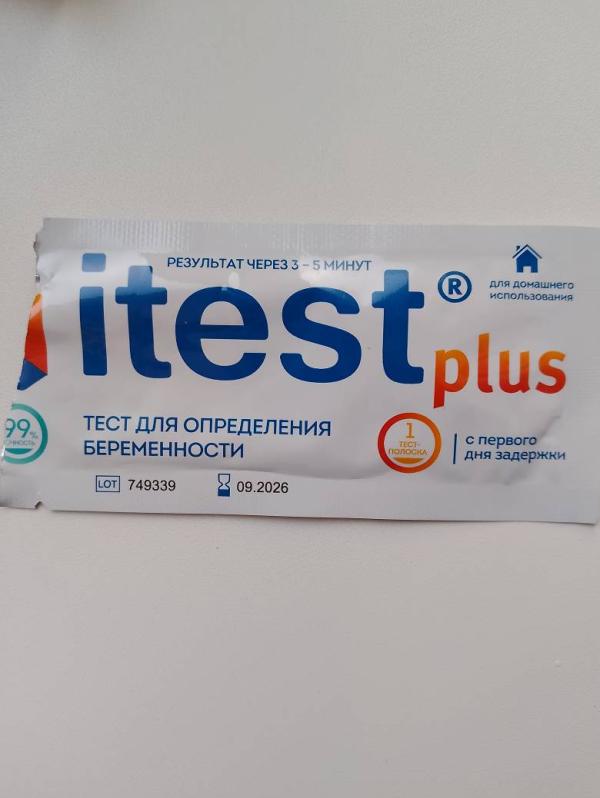 РЕЗУЛЬТАТ ЧЕРЕЗ 3 – 5 МИНУТ
itest®
plus
для домашнего
использования
99%
ТЕСТ ДЛЯ ОПРЕДЕЛЕНИЯ
БЕРЕМЕННОСТИ
1
ТЕСТ-
ПОЛОСКА
с первого
дня задержки
LOT 749339
09.2026